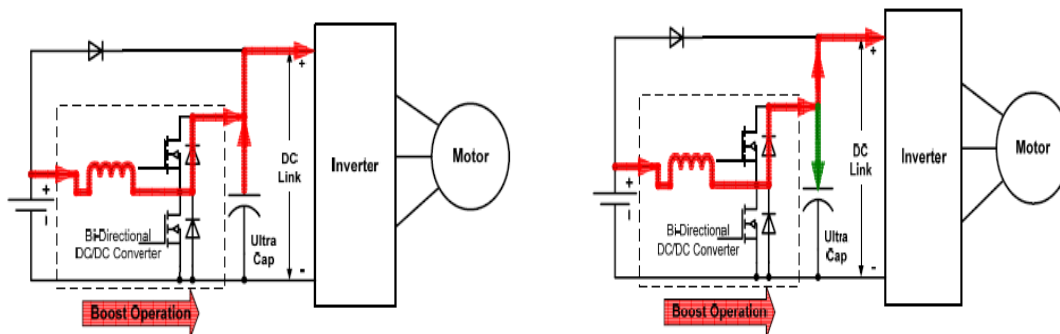 +
DC
Link
Inverter
Motor
+
-
Bi-Directional
DC/DC Converter
Ultra
Cap
-
Boost Operation
+
DC
Link
Inverter
Motor
+
-
Bi-Directional
DC/DC Converter
Ultra
Cap
-
Boost Operation